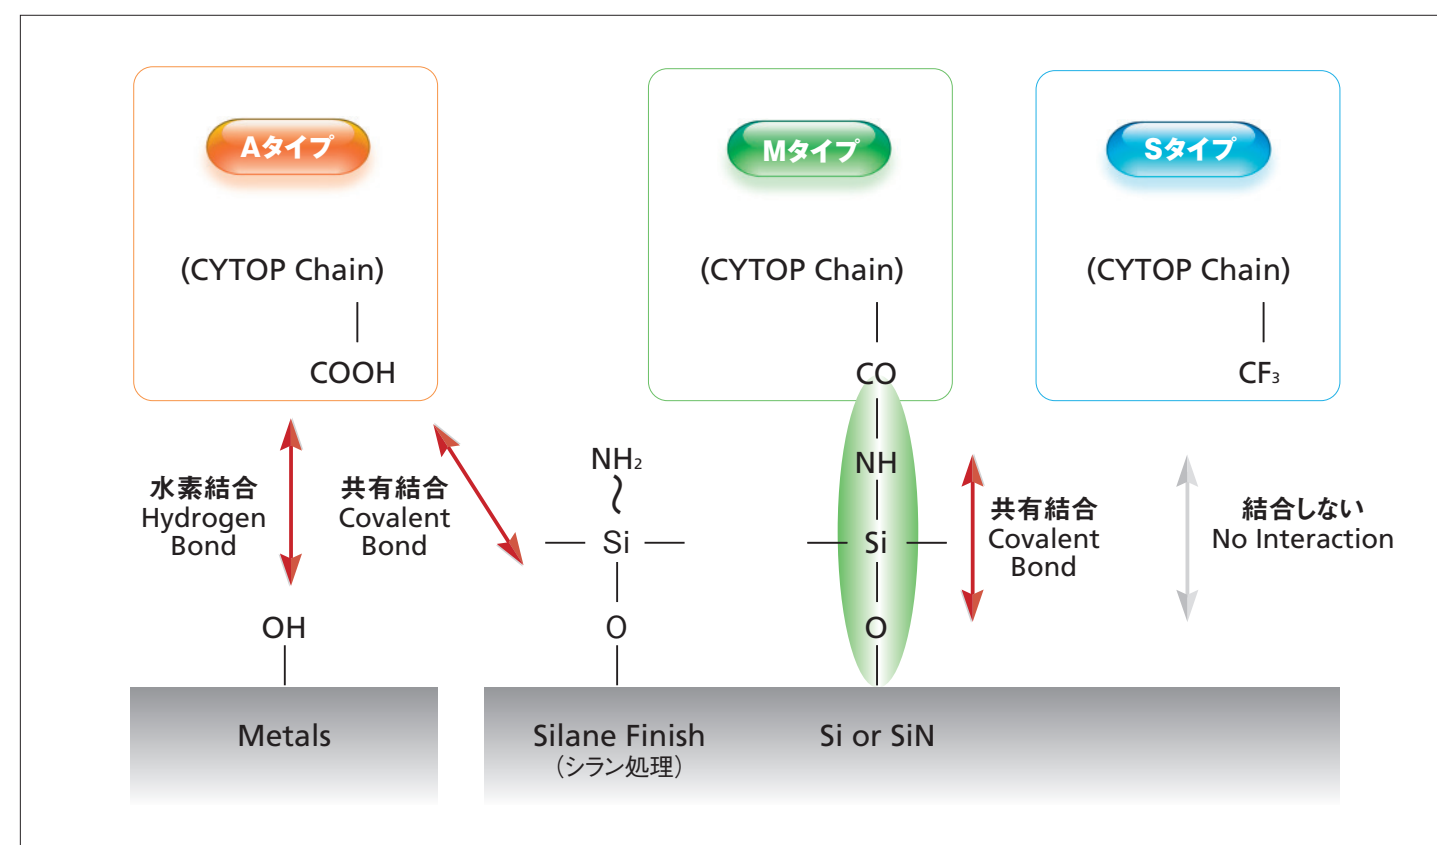 Aタイプ
(CYTOP Chain)
COOH
Mタイプ
(CYTOP Chain)
CO
Sタイプ
(CYTOP Chain)
CF₃
水素結合
Hydrogen
Bond
共有結合
Covalent
Bond
NH₂
Si
O
NH
Si
O
共有結合
Covalent
Bond
結合しない
No Interaction
OH
Metals
Silane Finish
（シラン処理）
Si or SiN